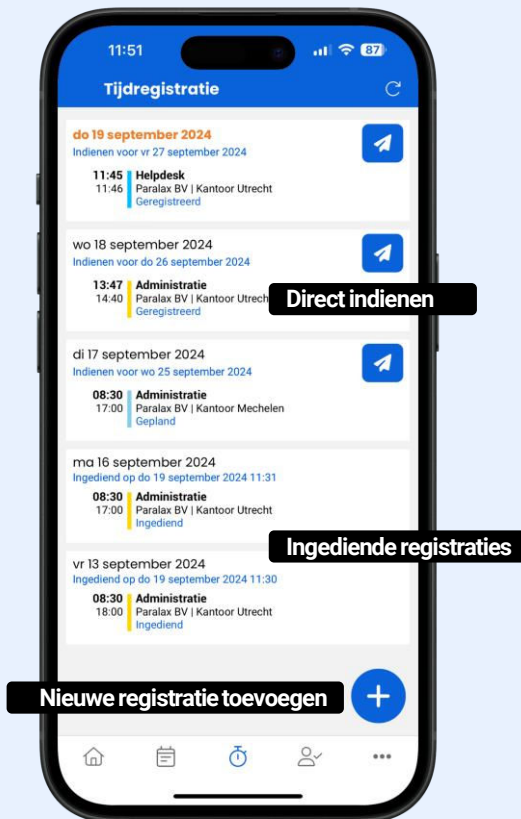 11:51
87
Tijdregistratie
do 19 september 2024
Indienen voor vr 27 september 2024
11:45 Helpdesk
11:46 Paralax BV | Kantoor Utrecht
Geregistreerd
wo 18 september 2024
Indienen voor do 26 september 2024
13:47 Administratie
14:40 Paralax BV | Kantoor Utrech
Geregistreerd
Direct indienen
di 17 september 2024
Indienen voor wo 25 september 2024
08:30 Administratie
17:00 Paralax BV | Kantoor Mechelen
Gepland
ma 16 september 2024
Ingediend op do 19 september 2024 11:31
08:30 Administratie
17:00 Paralax BV | Kantoor Utrecht
Ingediend
Ingediende registraties
vr 13 september 2024
Ingediend op do 19 september 2024 11:30
08:30 Administratie
18:00 Paralax BV | Kantoor Utrecht
Ingediend
Nieuwe registratie toevoegen